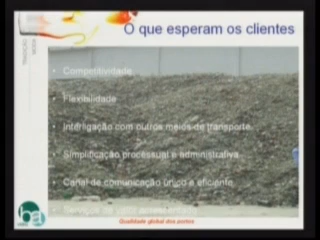 O que esperam os clientes
• Competitividade
• Flexibilidade
• Interligação com outros meios de transporte
• Simplificação processual e administrativa
• Canal de comunicação único e eficiente
Qualidade global dos portos